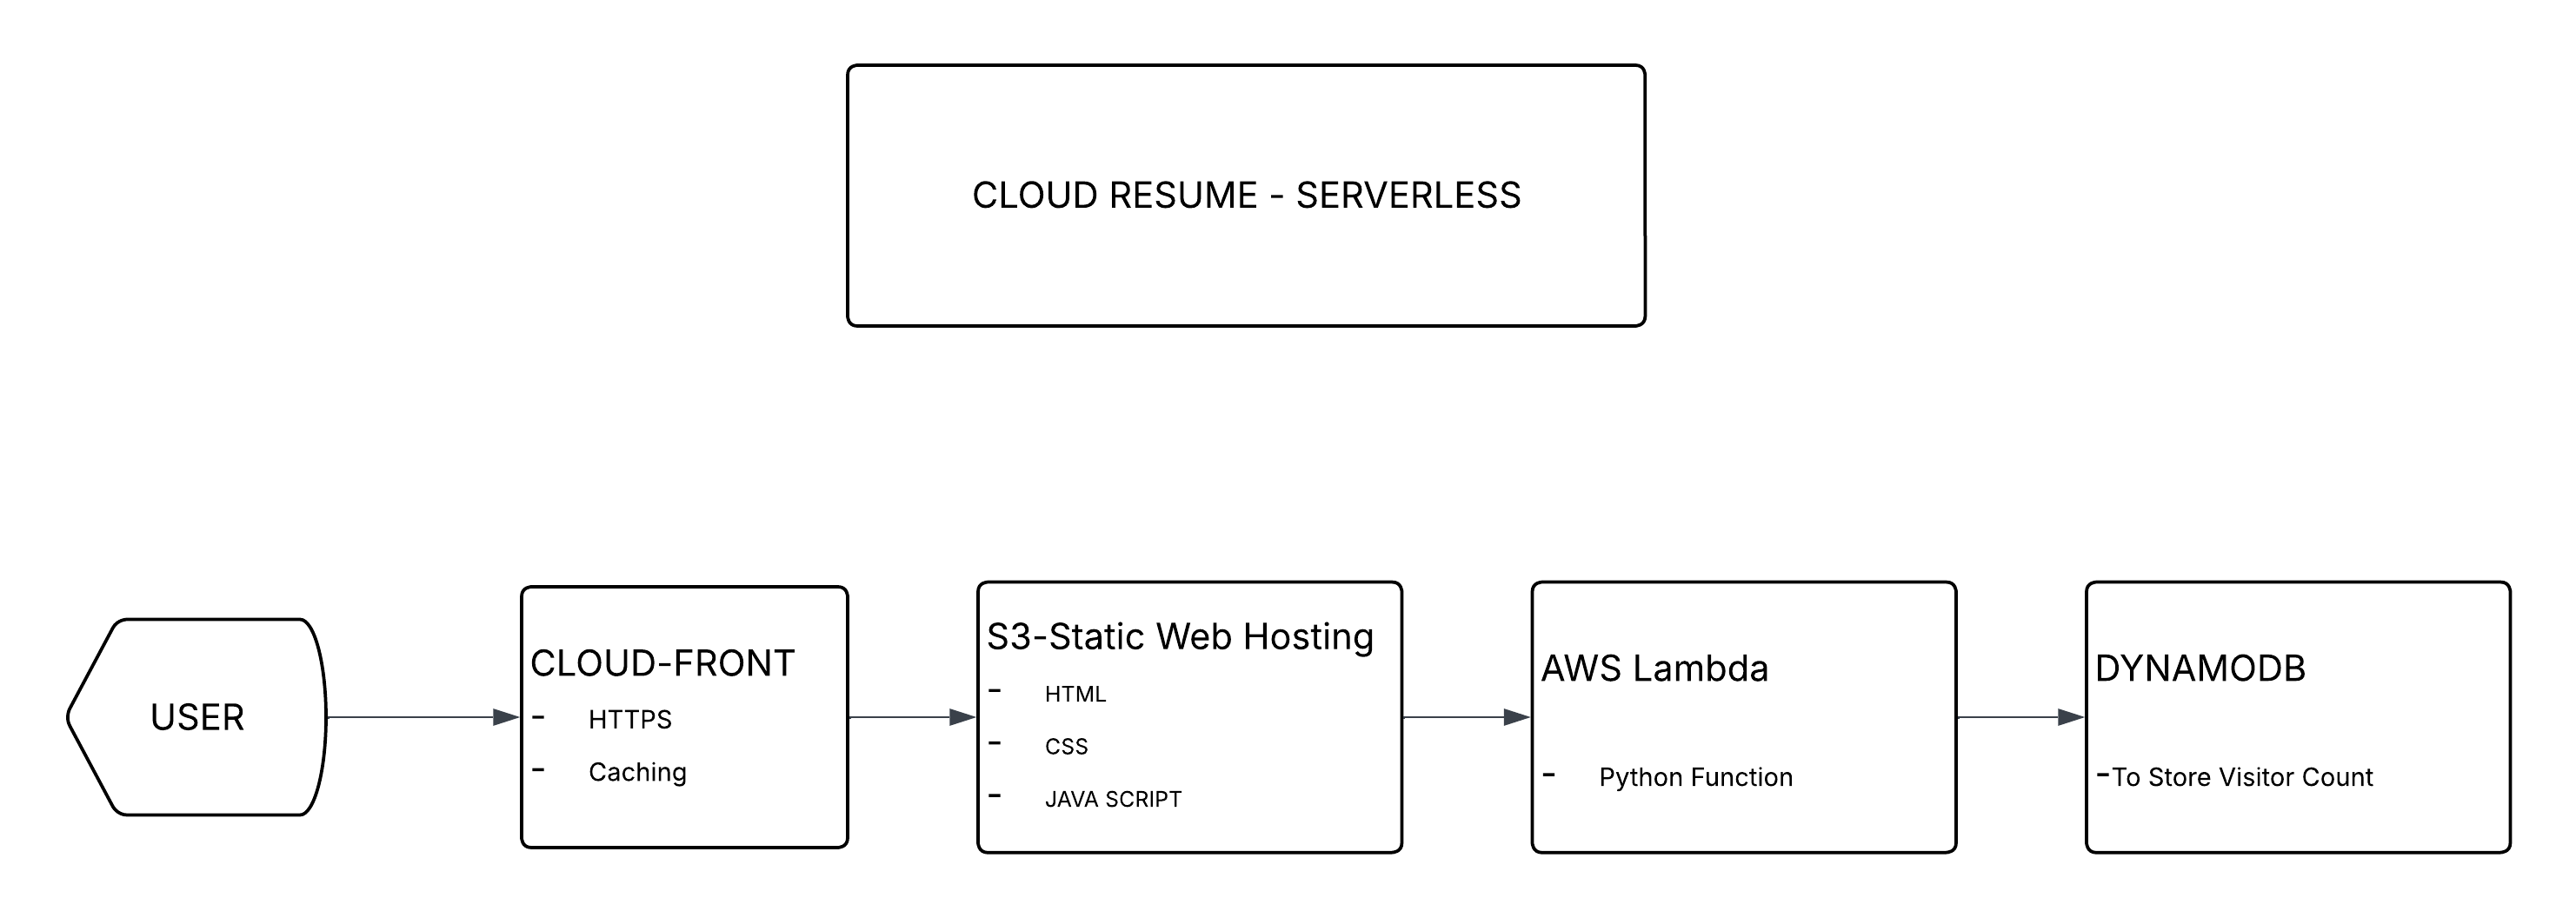 CLOUD RESUME - SERVERLESS
USER
CLOUD-FRONT
- HTTPS
- Caching
S3-Static Web Hosting
- HTML
- CSS
- JAVA SCRIPT
AWS Lambda
- Python Function
DYNAMODB
-To Store Visitor Count